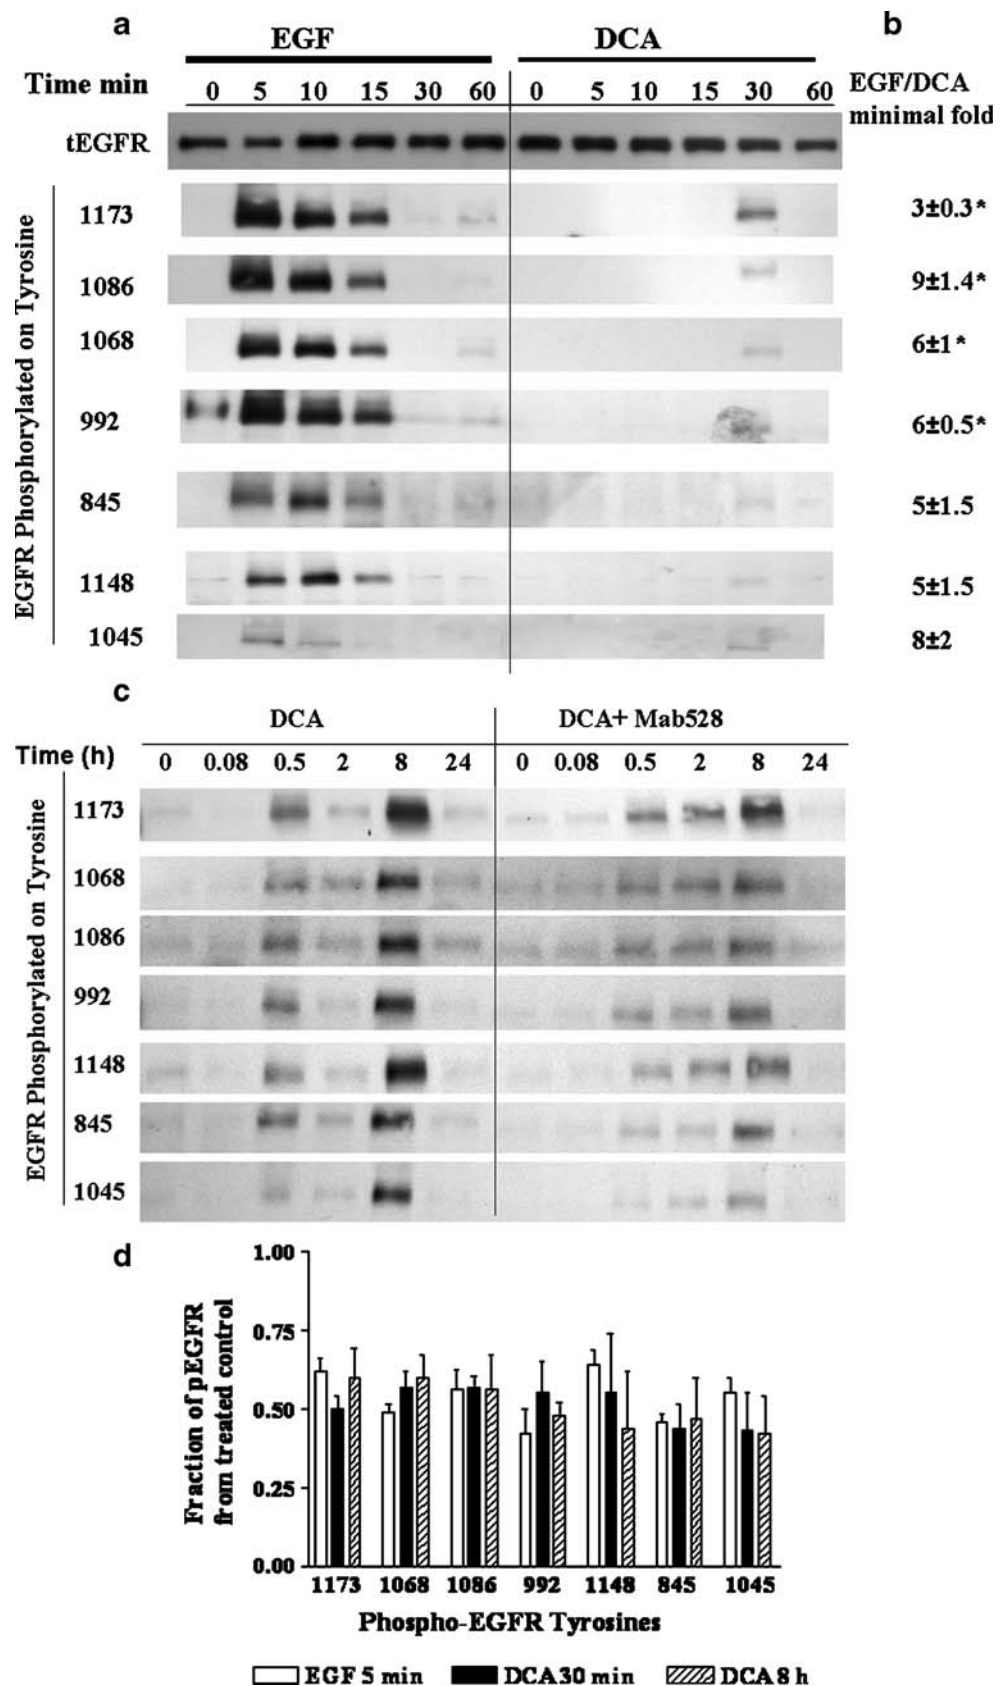 a
b
EGF
DCA
Time min
0 5 10 15 30 60
0 5 10 15 30 60
EGF/DCA
minimal fold
tEGFR
EGFR Phosphorylated on Tyrosine
1173
3±0.3*
1086
9±1.4*
1068
6±1*
992
6±0.5*
845
5±1.5
1148
5±1.5
1045
8±2
c
DCA
DCA+ Mab528
Time (h)
0 0.08 0.5 2 8 24
0 0.08 0.5 2 8 24
EGFR Phosphorylated on Tyrosine
1173
1068
1086
992
1148
845
1045
d
Fraction of pEGFR
from treated control
1.00
0.75
0.50
0.25
0.00
1173 1068 1086 992 1148 845 1045
Phospho-EGFR Tyrosines
EGF 5 min DCA 30 min DCA 8 h